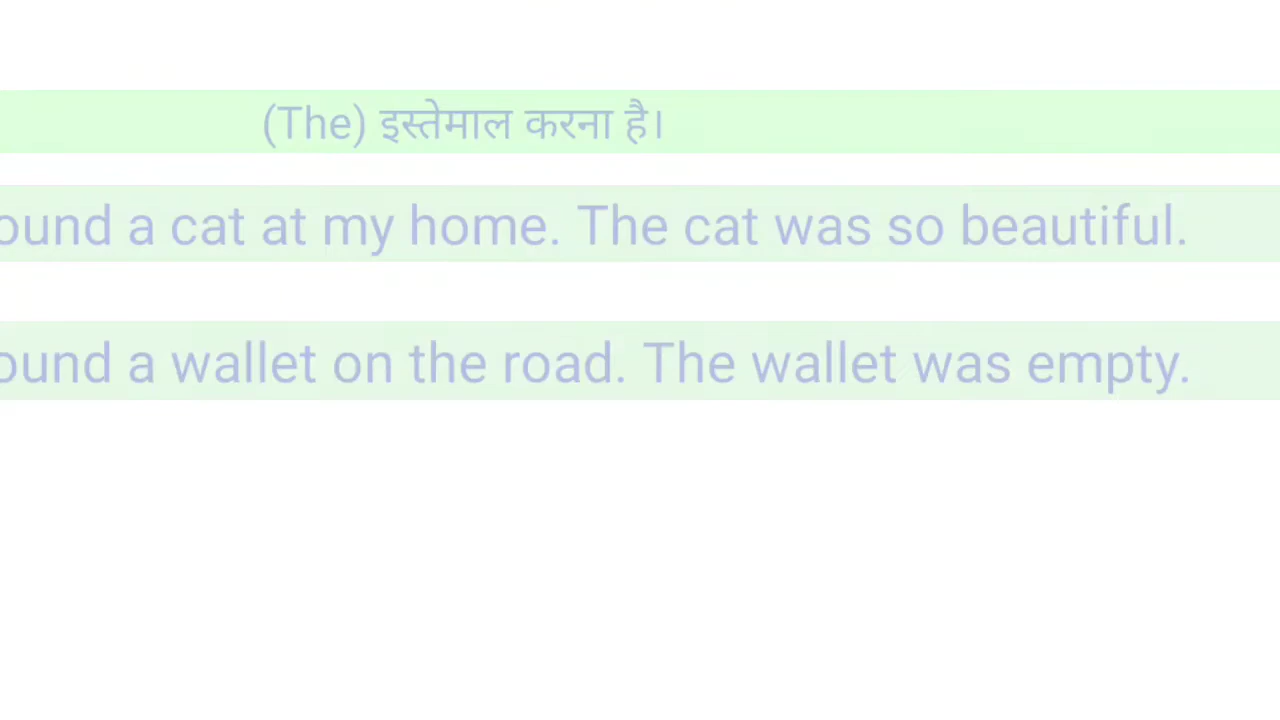 (The) इस्तेमाल करना है।
ound a cat at my home. The cat was so beautiful.
ound a wallet on the road. The wallet was empty.